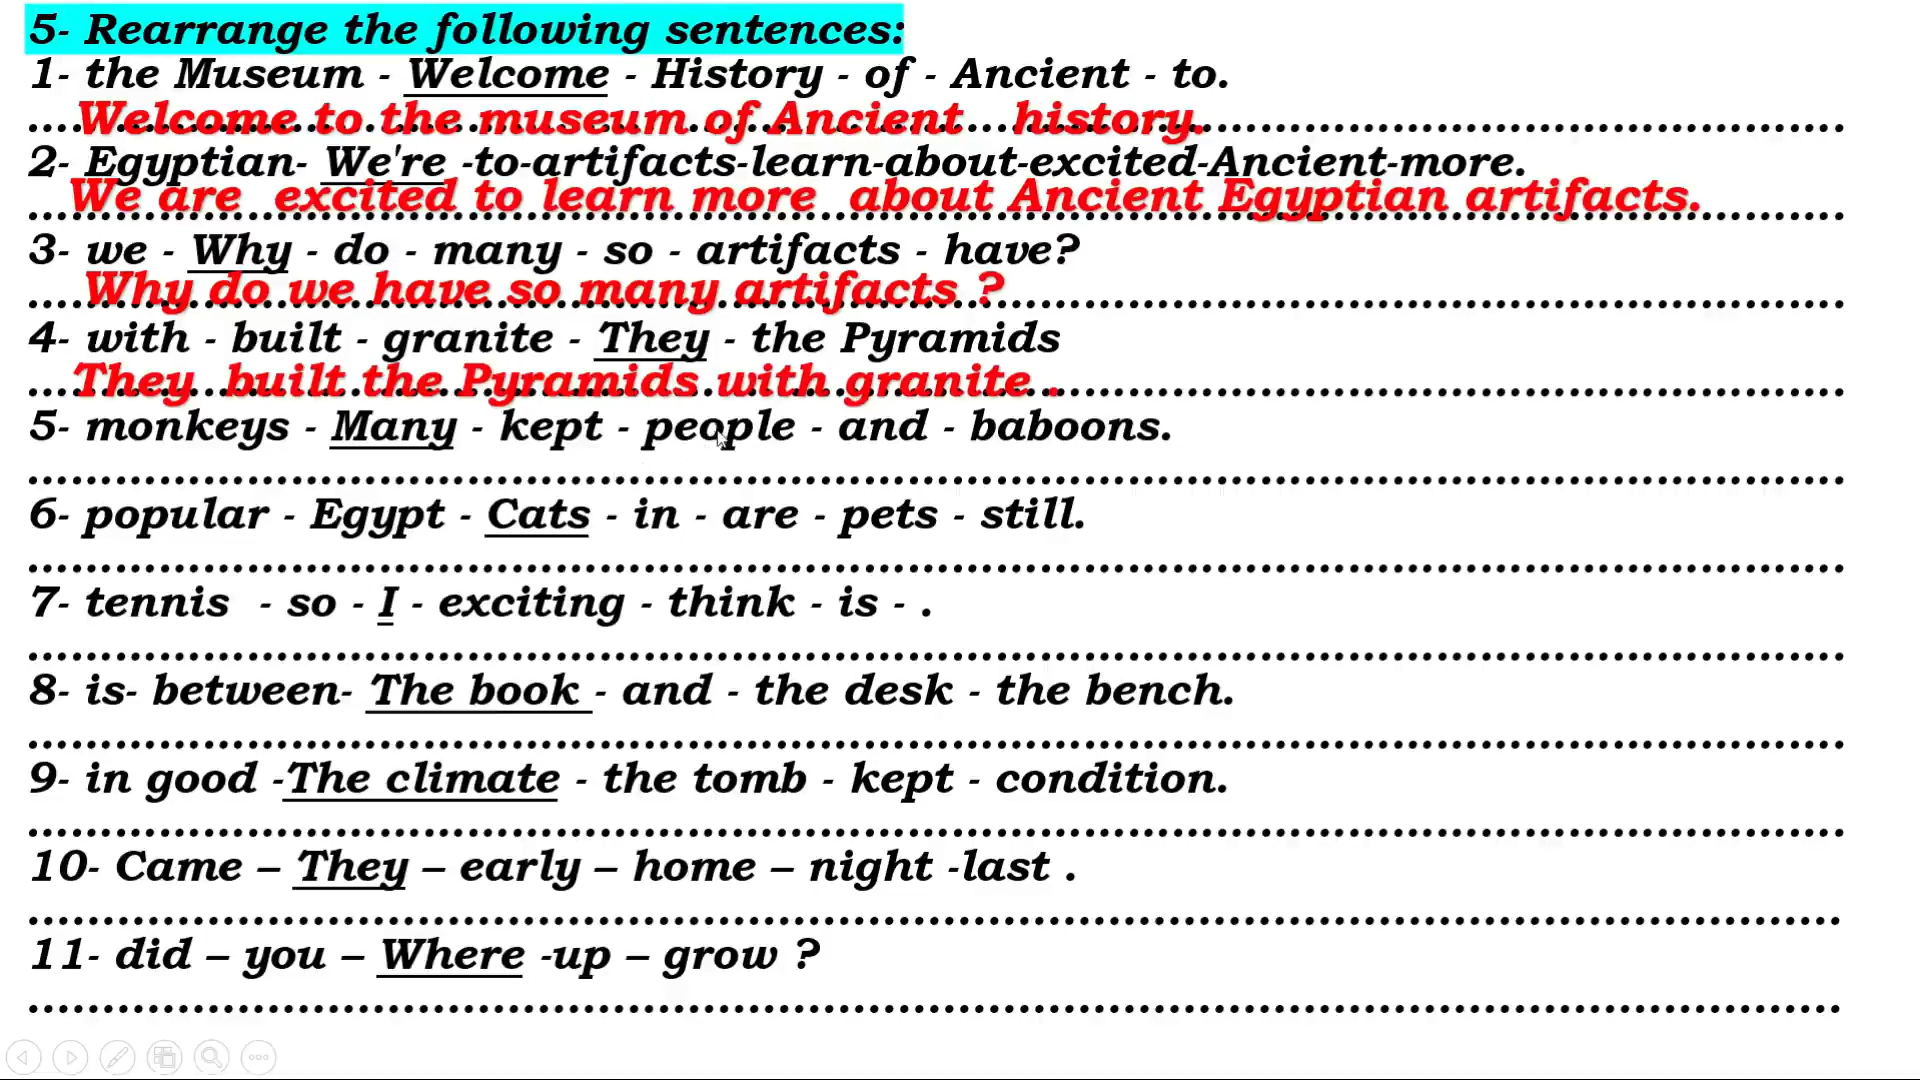 5- Rearrange the following sentences:
1- the Museum - Welcome - History - of - Ancient - to.
Welcome to the museum of Ancient history.
2- Egyptian- We're -to-artifacts-learn-about-excited-Ancient-more.
We are excited to learn more about Ancient Egyptian artifacts.
3- we - Why - do - many - so - artifacts - have?
Why do we have so many artifacts ?
4- with - built - granite - They - the Pyramids
They built the Pyramids with granite .
5- monkeys - Many - kept - people - and - baboons.
6- popular - Egypt - Cats - in - are - pets - still.
7- tennis - so - I - exciting - think - is - .
8- is- between- The book - and - the desk - the bench.
9- in good -The climate - the tomb - kept - condition.
10- Came – They – early – home – night -last .
11- did – you – Where -up – grow ?